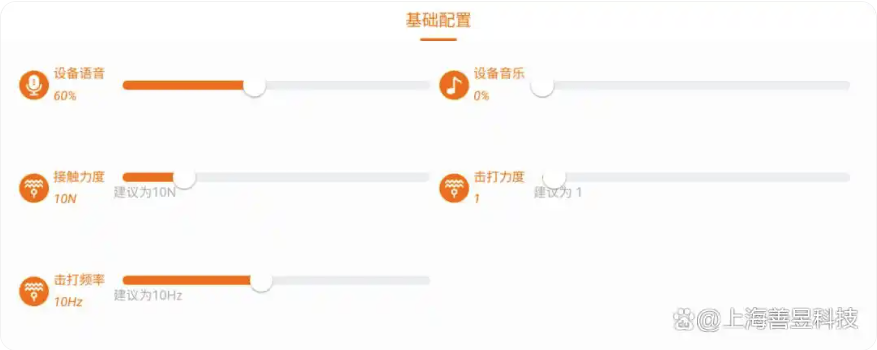 基础配置
设备语音
60%
设备音乐
0%
接触力度
10N
建议为10N
击打力度
1
建议为 1
击打频率
10Hz
建议为10Hz
@上海善昱科技